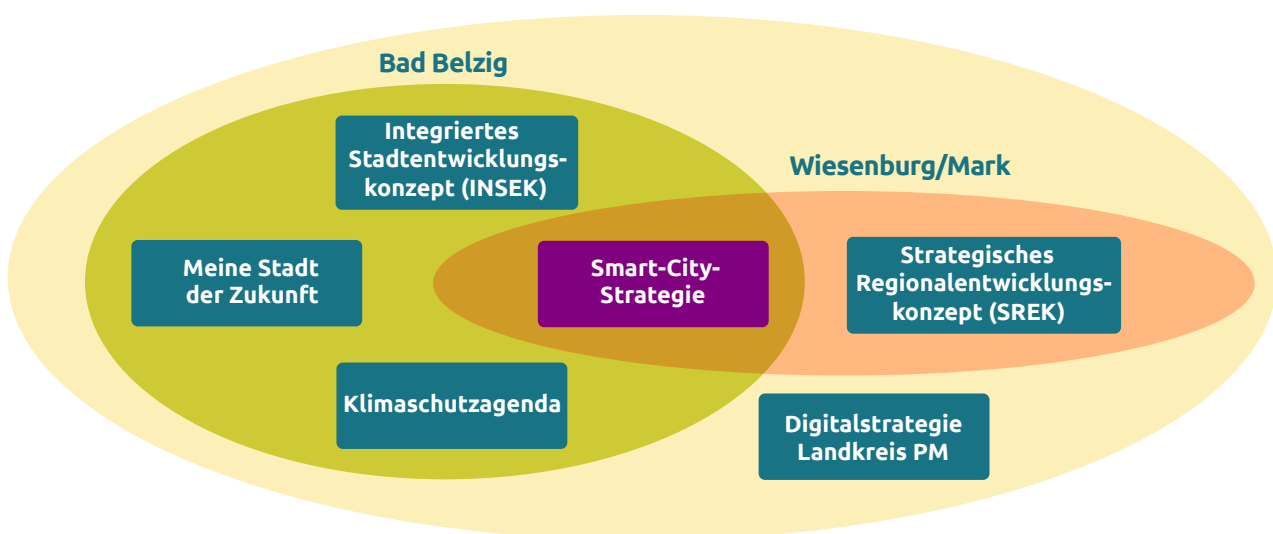 Bad Belzig
Integriertes
Stadtentwicklungs-
konzept (INSEK)
Wiesenburg/Mark
Meine Stadt
der Zukunft
Smart-City-
Strategie
Strategisches
Regionalentwicklungs-
konzept (SREK)
Klimaschutzagenda
Digitalstrategie
Landkreis PM